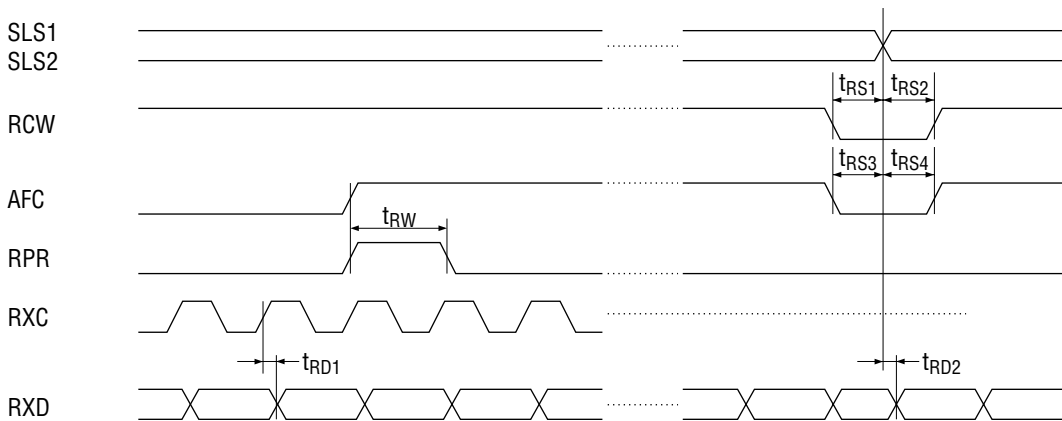 SLS1
SLS2
tRS1 tRS2
RCW
tRS3 tRS4
AFC
tRW
RPR
RXC
tRD1 tRD2
RXD